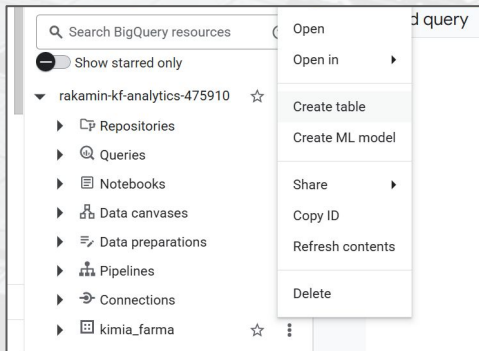 Search BigQuery resources
Show starred only
rakamin-kf-analytics-475910
Repositories
Queries
Notebooks
Data canvases
Data preparations
Pipelines
Connections
kimia_farma
Open
Open in
Create table
Create ML model
Share
Copy ID
Refresh contents
Delete
d query